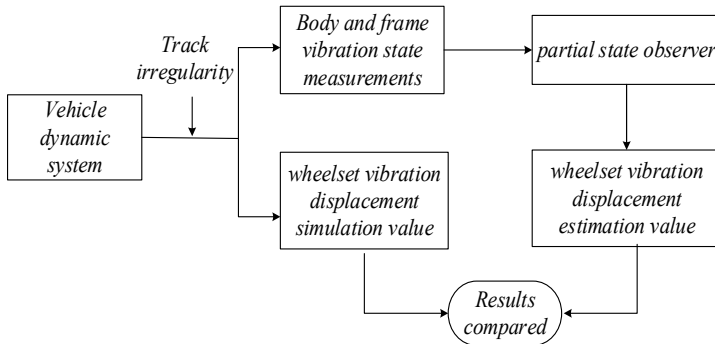 Track
irregularity
Vehicle
dynamic
system
Body and frame
vibration state
measurements
partial state observer
wheelset vibration
displacement
simulation value
wheelset vibration
displacement
estimation value
Results
compared